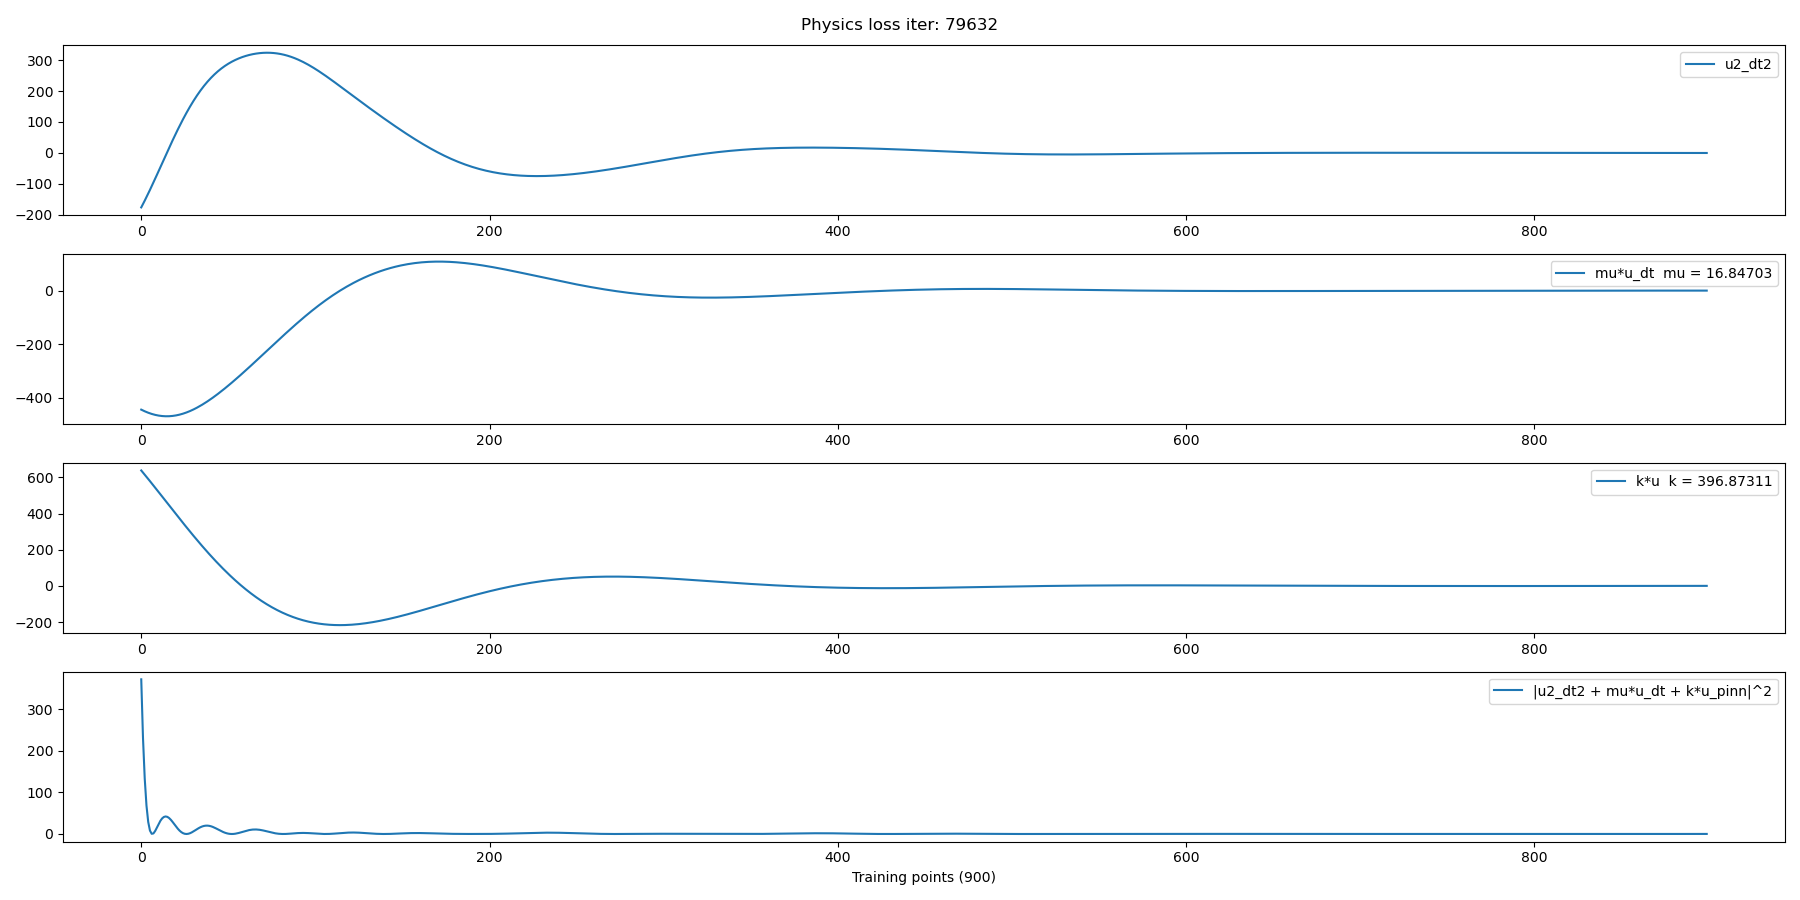 Physics loss iter: 79632
300
200
100
0
−100
−200
u2_dt2
0 200 400 600 800
0
−200
−400
mu*u_dt  mu = 16.84703
0 200 400 600 800
600
400
200
0
−200
k*u  k = 396.87311
0 200 400 600 800
300
200
100
0
|u2_dt2 + mu*u_dt + k*u_pinn|^2
0 200 400 600 800
Training points (900)